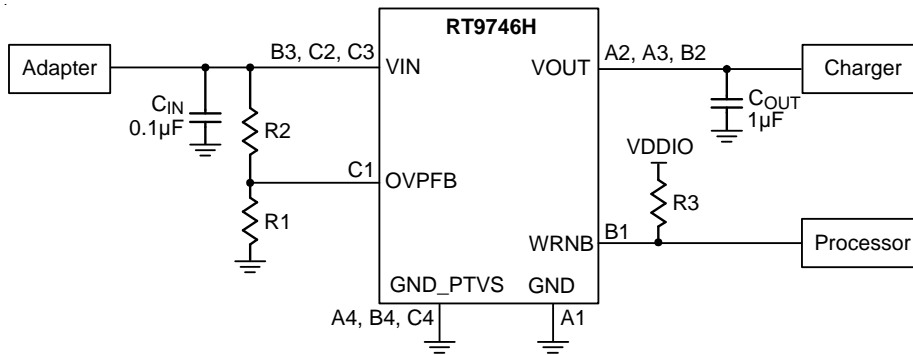 RT9746H
Adapter
B3, C2, C3
VIN
VOUT
A2, A3, B2
Charger
CIN
0.1µF
R2
COUT
1µF
C1
OVPFB
VDDIO
R3
R1
WRNB
B1
Processor
GND_PTVS
GND
A4, B4, C4
A1